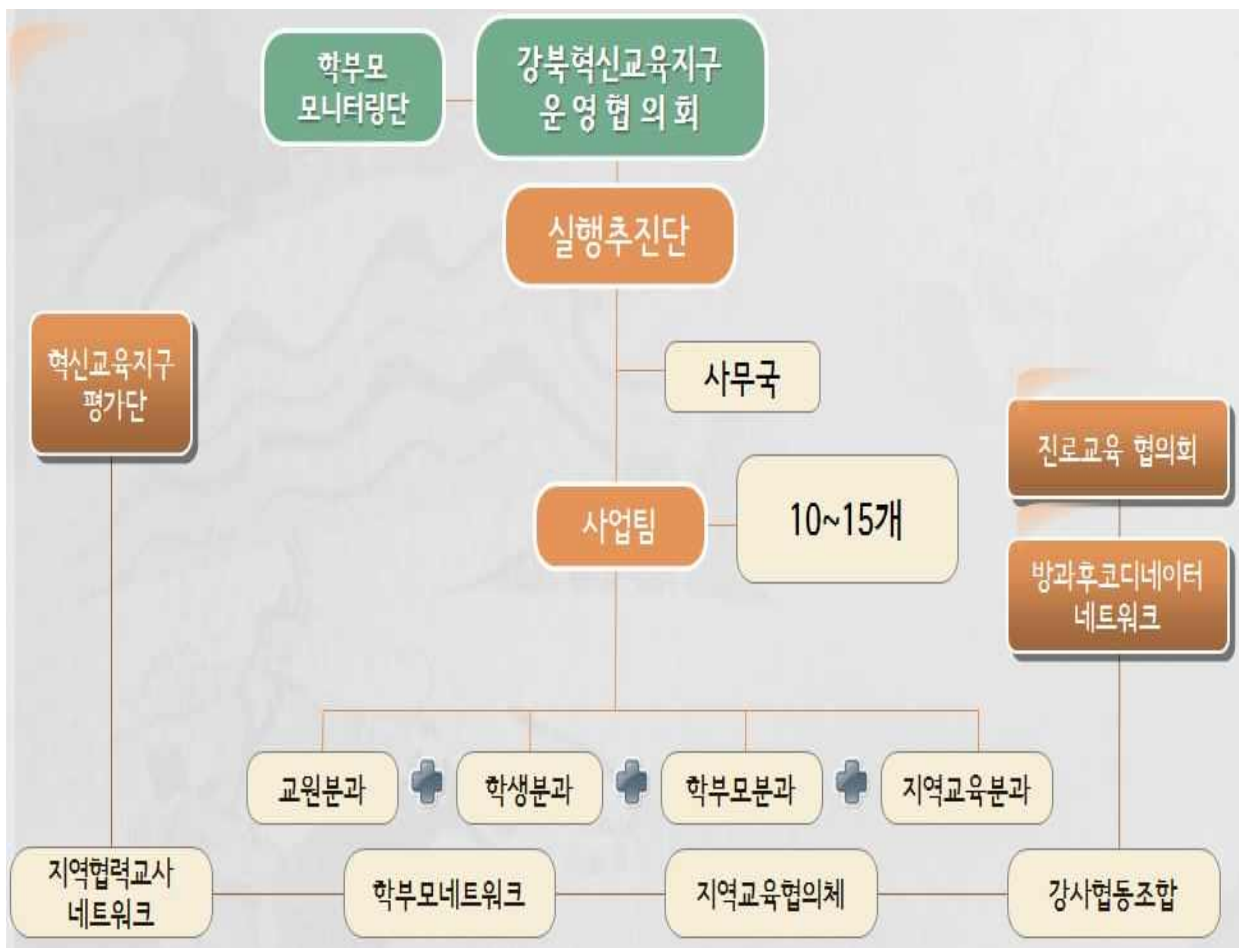 학부모
모니터링단
강북혁신교육지구
운영협의회
실행추진단
혁신교육지구
평가단
사무국
진로교육 협의회
사업팀
10~15개
방과후코디네이터
네트워크
교원분과
학생분과
학부모분과
지역교육분과
지역협력교사
네트워크
학부모네트워크
지역교육협의체
강사협동조합